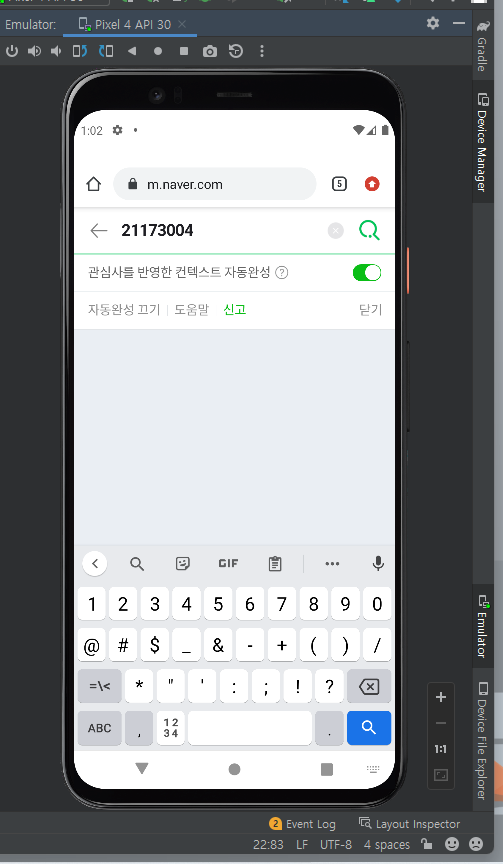 Emulator: Pixel 4 API 30
Gradle
Device Manager
1:02
m.naver.com
5
21173004
관심사를 반영한 컨텍스트 자동완성 ?
자동완성 끄기 도움말 신고 닫기
GIF
1 2 3 4 5 6 7 8 9 0
@ # $ _ & - + ( ) /
=\< * " ' : ; ! ?
ABC , 12 34 .
Emulator
Device File Explorer
1:1
2 Event Log Layout Inspector
22:83 LF UTF-8 4 spaces